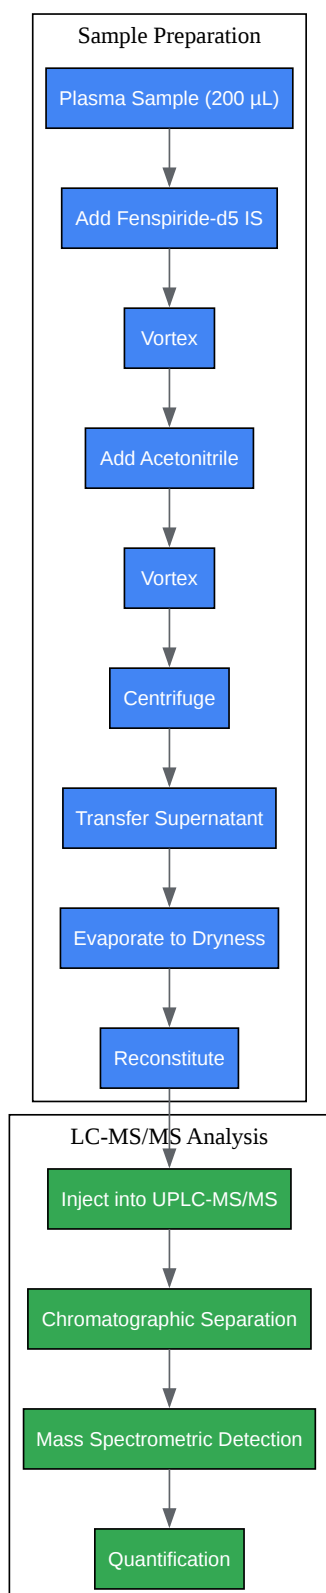 Sample Preparation
Plasma Sample (200 µL)
Add Fenspiride-d5 IS
Vortex
Add Acetonitrile
Vortex
Centrifuge
Transfer Supernatant
Evaporate to Dryness
Reconstitute
LC-MS/MS Analysis
Inject into UPLC-MS/MS
Chromatographic Separation
Mass Spectrometric Detection
Quantification